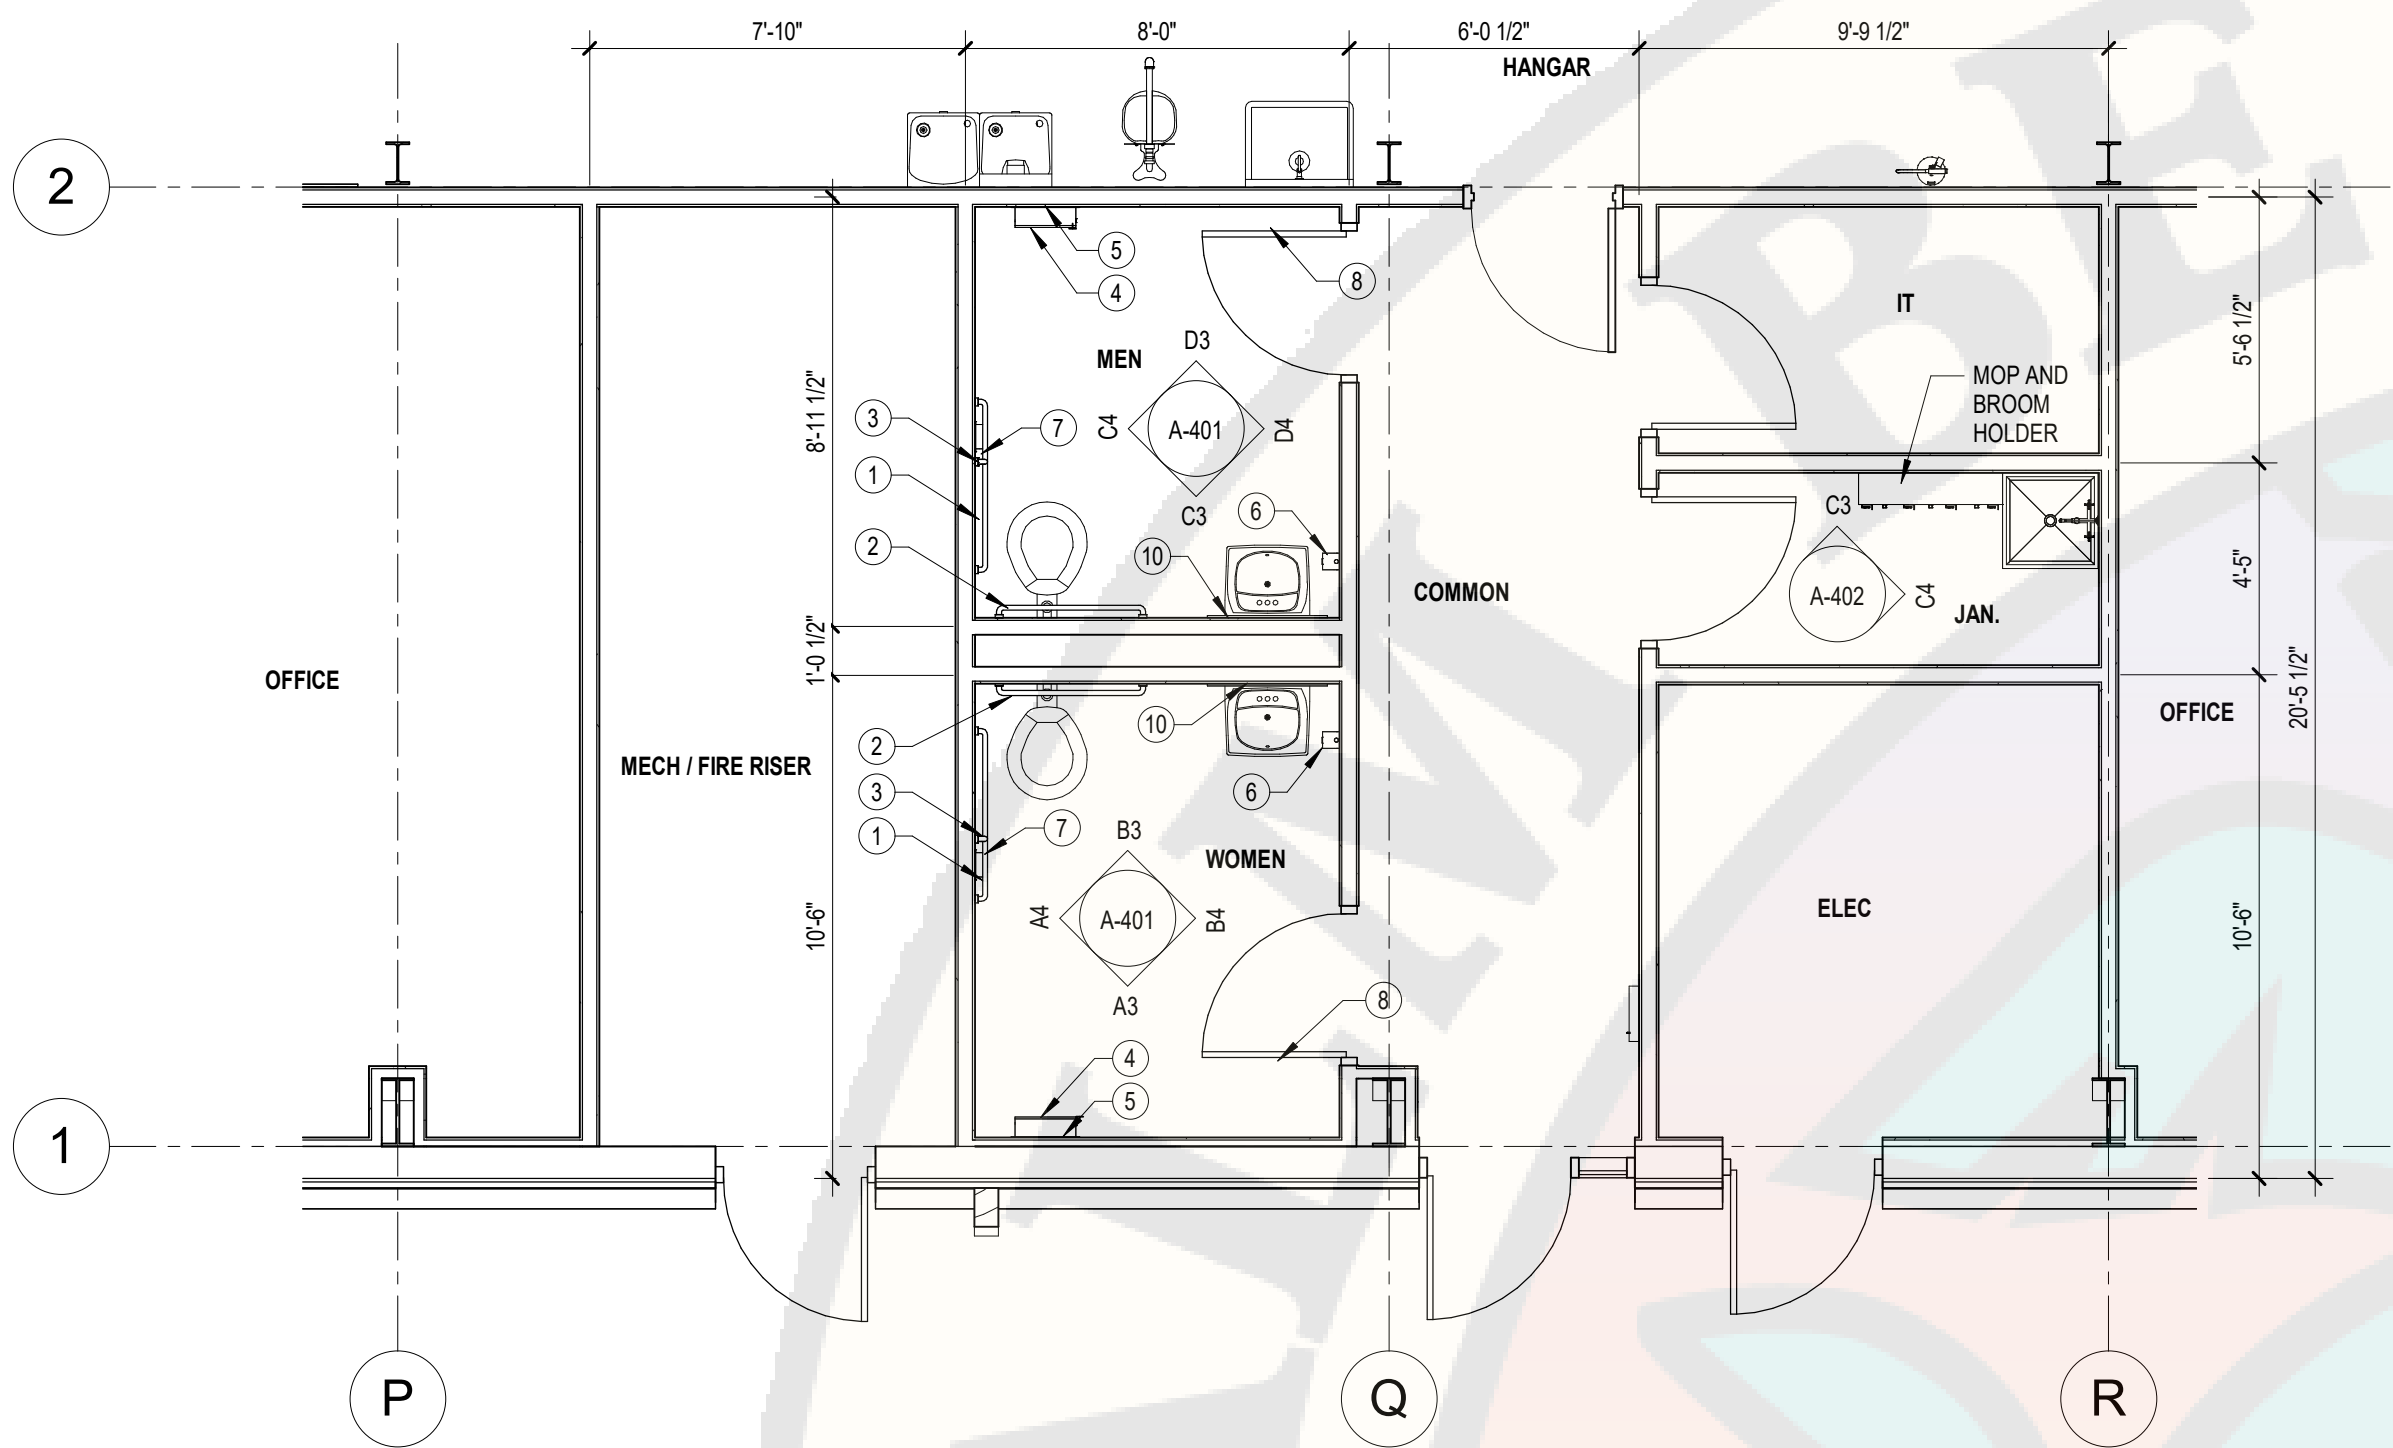 7'-10"
8'-0"
6'-0 1/2"
9'-9 1/2"
HANGAR
2
5
4
8
D3
MEN
C4
A-401
D4
C3
3
7
1
2
6
10
8'-11 1/2"
1'-0 1/2"
10'-6"
IT
MOP AND
BROOM
HOLDER
C3
A-402
C4
JAN.
COMMON
5'-6 1/2"
4'-5"
10'-6"
20'-5 1/2"
OFFICE
MECH / FIRE RISER
2
3
1
7
10
6
B3
WOMEN
A4
A-401
B4
A3
8
4
5
ELEC
OFFICE
1
P
Q
R